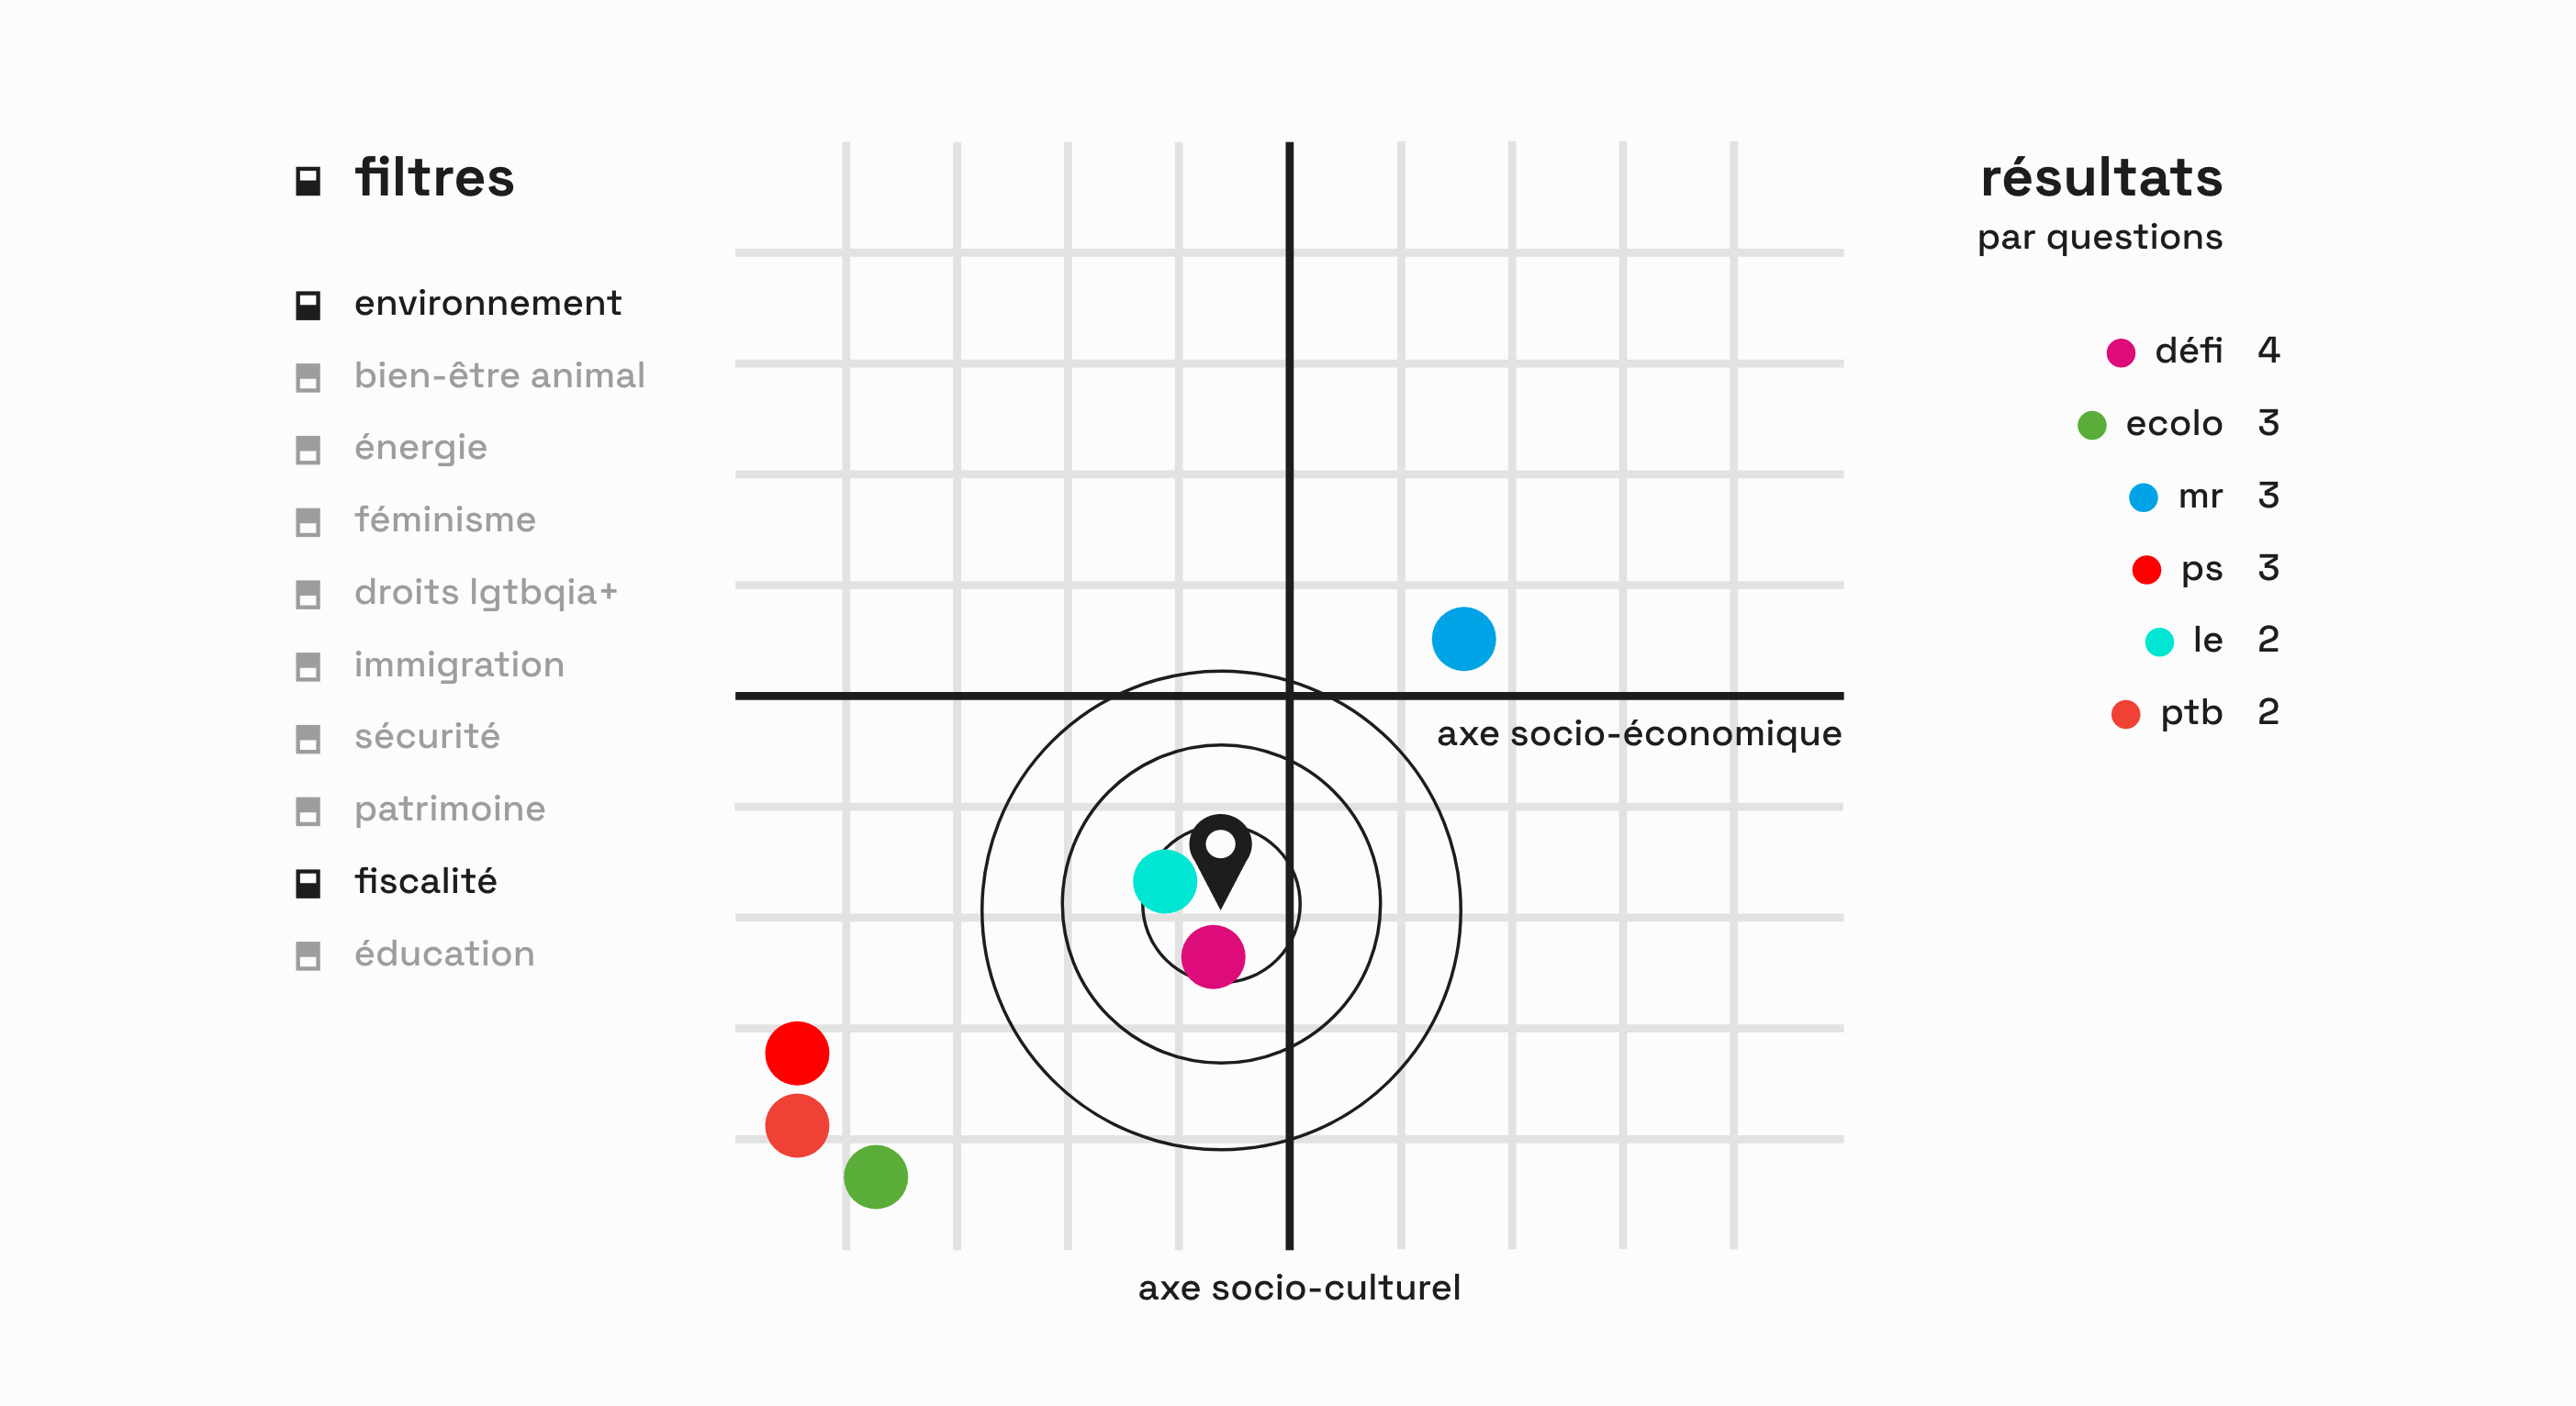 filtres
environnement
bien-être animal
énergie
féminisme
droits lgtbqia+
immigration
sécurité
patrimoine
fiscalité
éducation
axe socio-économique
axe socio-culturel
résultats
par questions
défi 4
ecolo 3
mr 3
ps 3
le 2
ptb 2